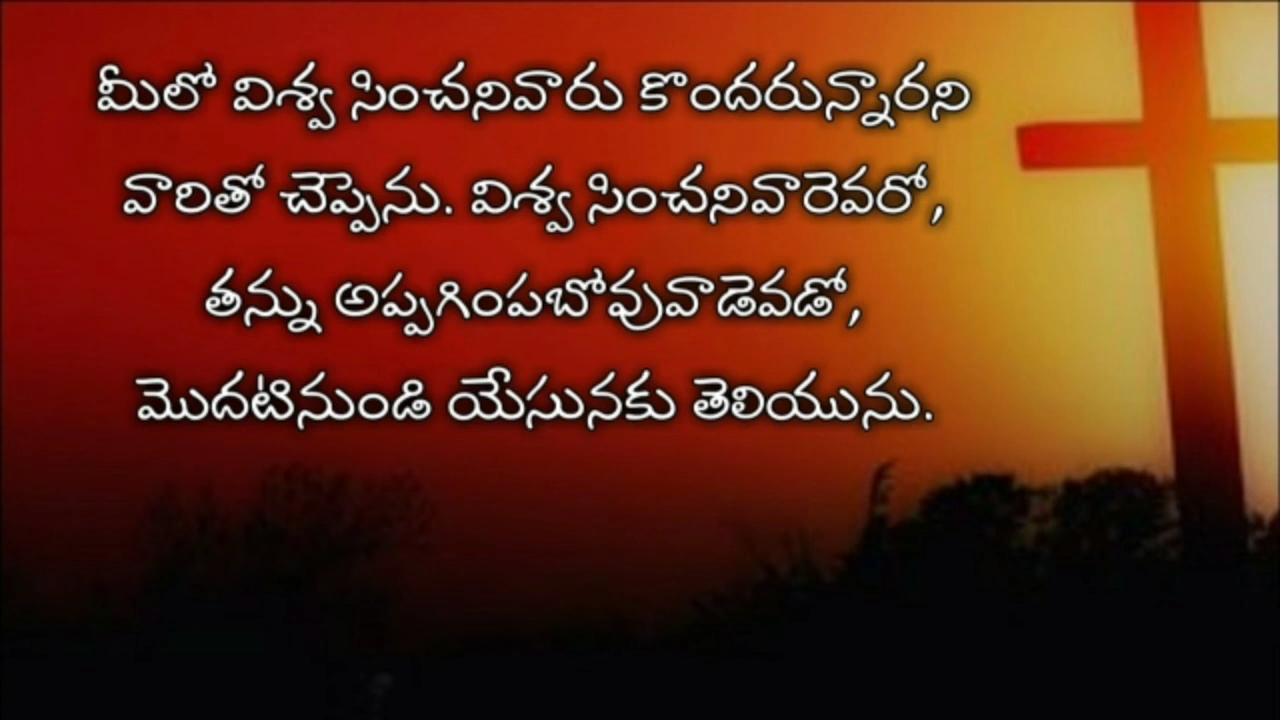 మీలో విశ్వ సించనివారు కొందరున్నారని
వారితో చెప్పెను. విశ్వ సించనివారెవరో,
తన్ను అప్పగింపబోవువాడెవడో,
మొదటినుండి యేసునకు తెలియును.